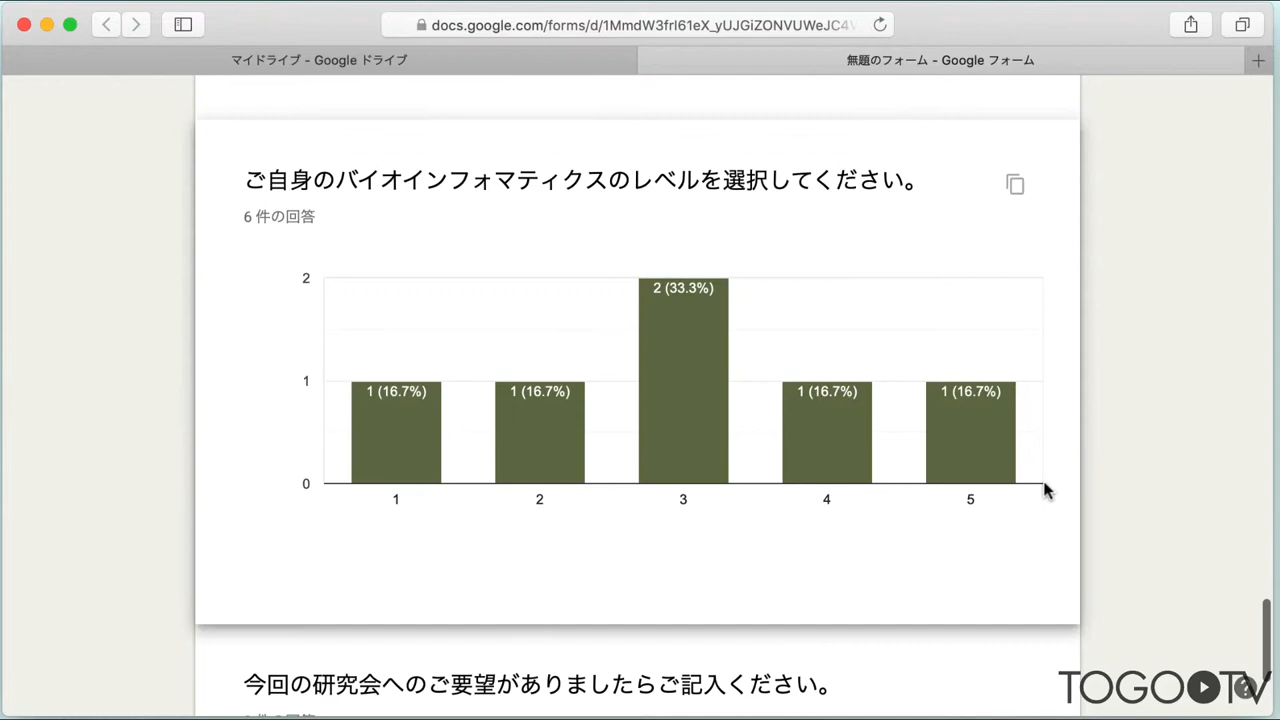 docs.google.com/forms/d/1MmdW3frI61eX_yUJGiZONVUWeJC4V
マイドライブ - Google ドライブ
無題のフォーム - Google フォーム
ご自身のバイオインフォマティクスのレベルを選択してください。
6 件の回答
2
1
0
2 (33.3%)
1 (16.7%)
1 (16.7%)
1 (16.7%)
1 (16.7%)
1
2
3
4
5
今回の研究会へのご要望がありましたらご記入ください。
TOGO TV